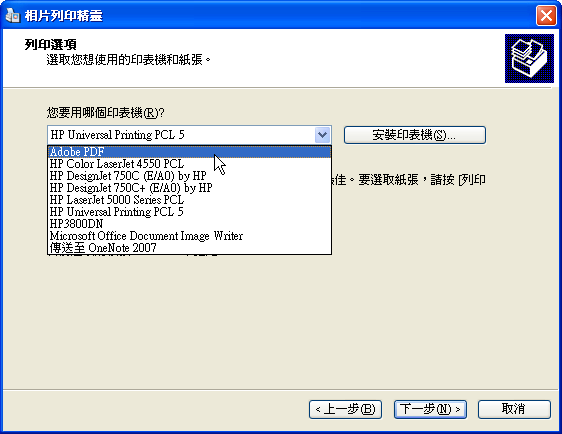 相片列印精靈
列印選項
選取您想使用的印表機和紙張。
您要用哪個印表機(R)?
HP Universal Printing PCL 5
安裝印表機(S)...
Adobe PDF
HP Color LaserJet 4550 PCL
HP DesignJet 750C (E/A0) by HP
佳。要選取紙張，請按 [列印
HP DesignJet 750C+ (E/A0) by HP
HP LaserJet 5000 Series PCL
HP Universal Printing PCL 5
HP3800DN
Microsoft Office Document Image Writer
傳送至 OneNote 2007
< 上一步(B)
下一步(N) >
取消